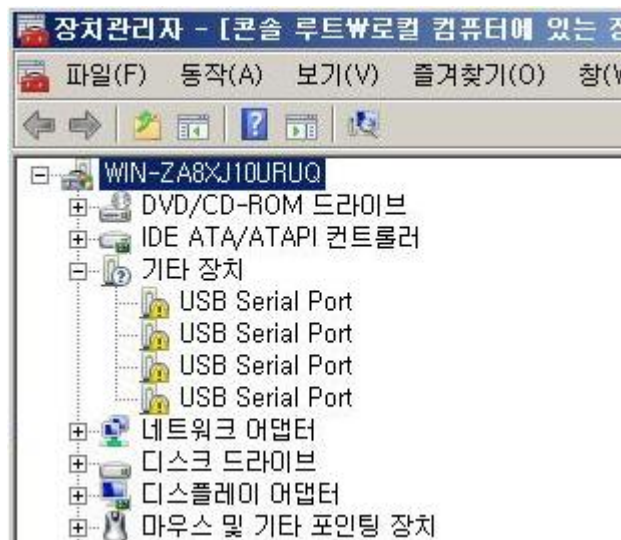 장치관리자 - [콘솔 루트₩로컬 컴퓨터에 있는
파일(F) 동작(A) 보기(V) 즐겨찾기(O) 창(
WIN-ZA8XJ10URUQ
DVD/CD-ROM 드라이브
IDE ATA/ATAPI 컨트롤러
기타 장치
USB Serial Port
USB Serial Port
USB Serial Port
USB Serial Port
네트워크 어댑터
디스크 드라이브
디스플레이 어댑터
마우스 및 기타 포인팅 장치